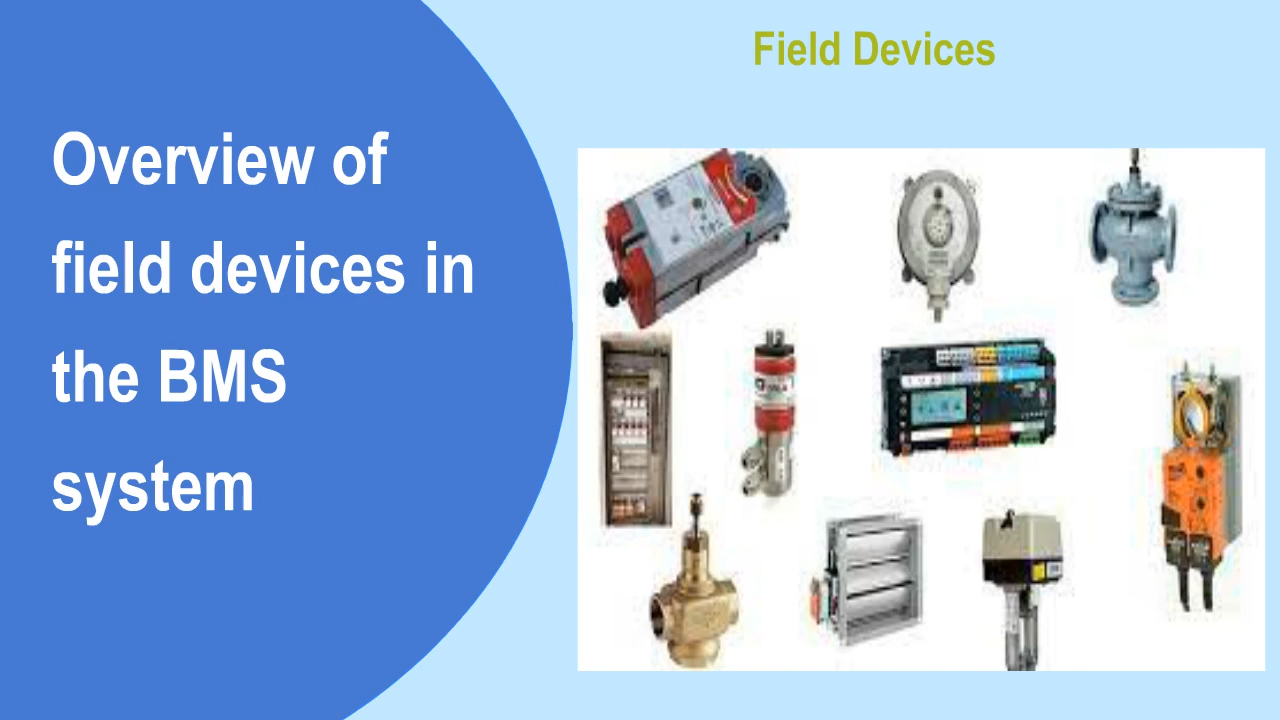 Overview of
field devices in
the BMS
system
Field Devices